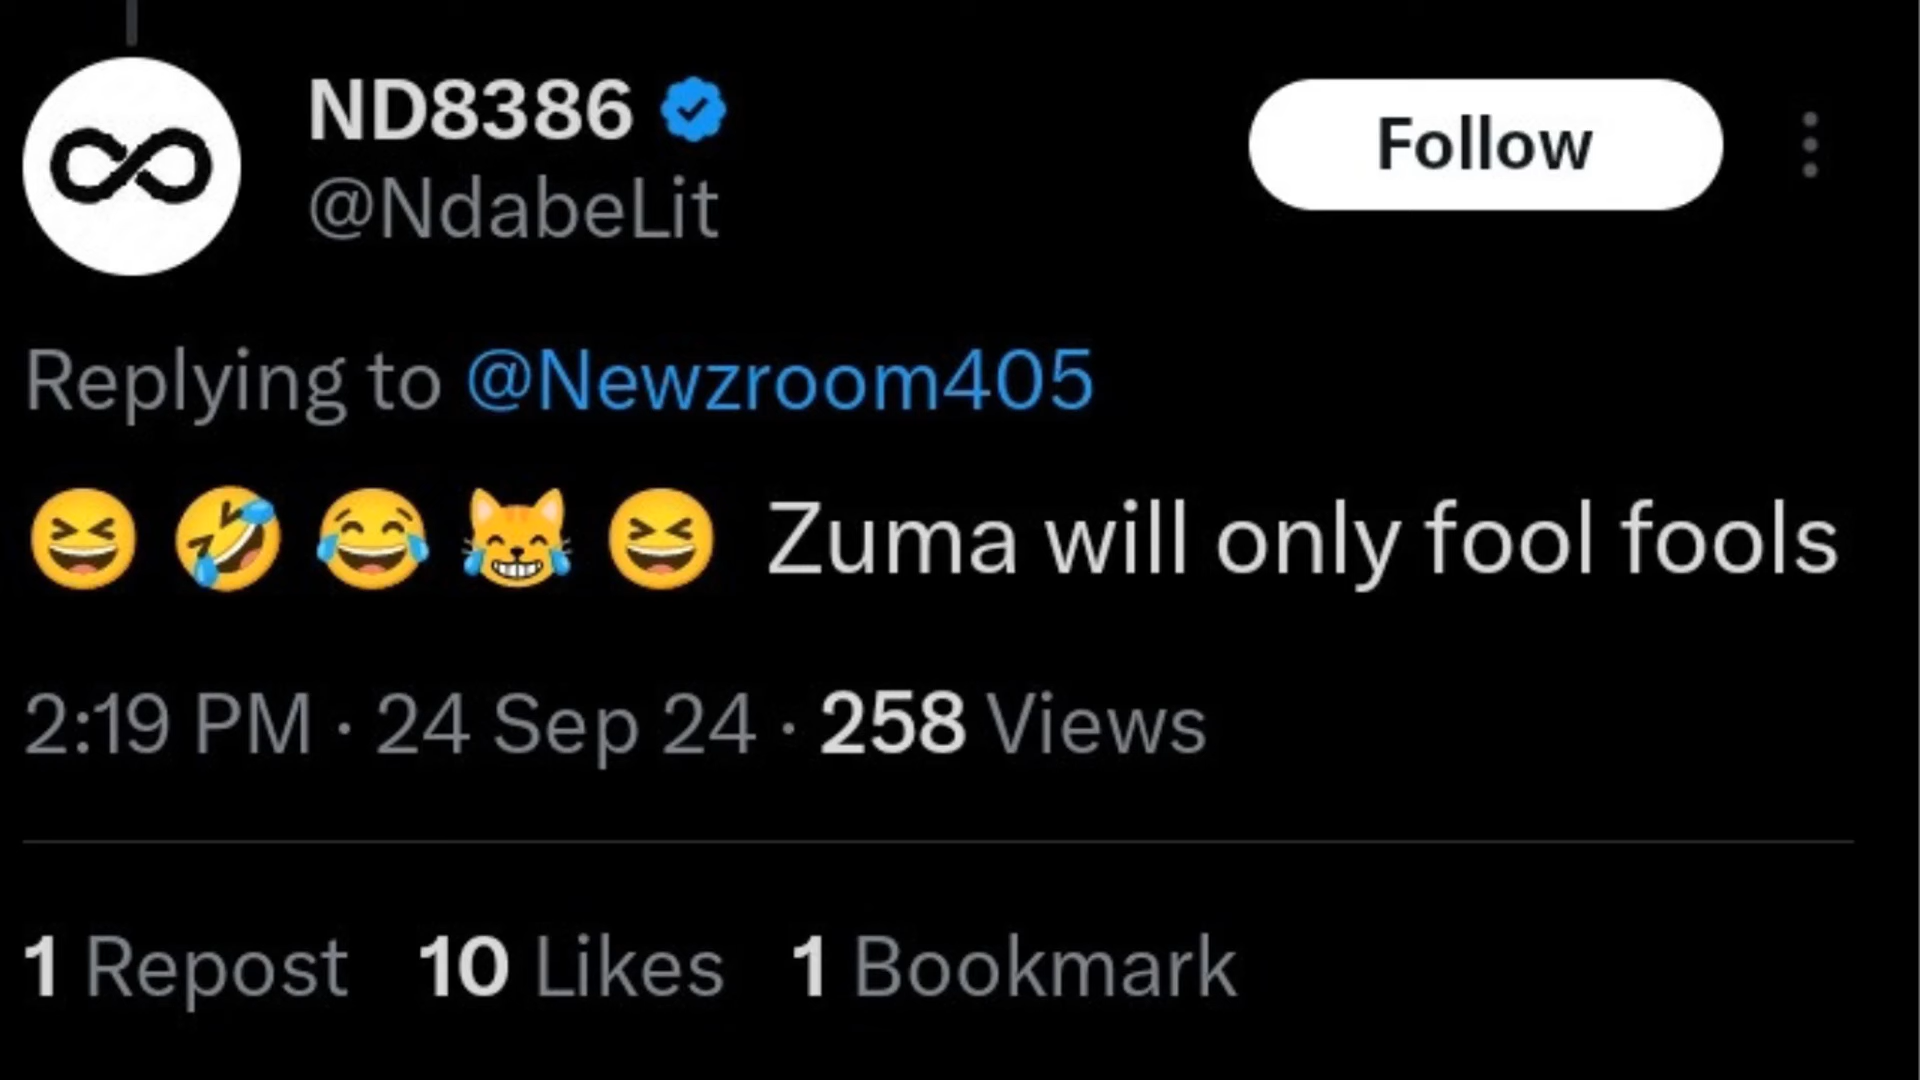 ND8386
Follow
@NdabeLit
Replying to @Newzroom405
😆 🤣 😂 😹 😆 Zuma will only fool fools
2:19 PM · 24 Sep 24 · 258 Views
1 Repost 10 Likes 1 Bookmark